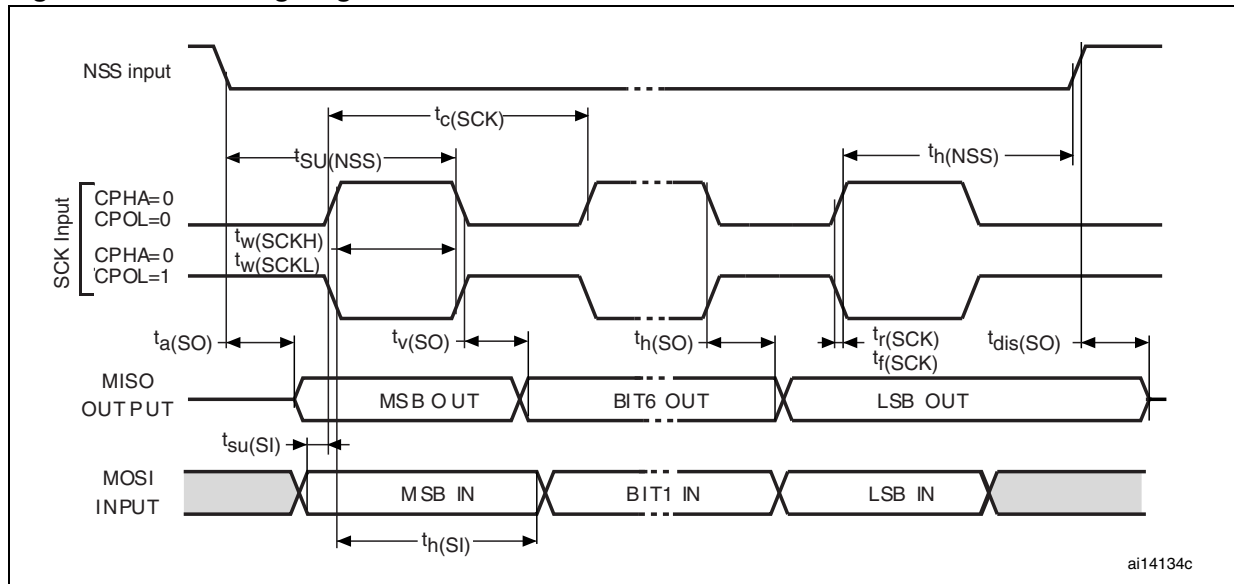 NSS input
tc(SCK)
tSU(NSS)
th(NSS)
SCK Input
CPHA=0
CPOL=0
tw(SCKH)
CPHA=0
tw(SCKL)
CPOL=1
ta(SO)
tv(SO)
th(SO)
tr(SCK)
tf(SCK)
tdis(SO)
MISO
OUTPUT
MSB OUT
BIT6 OUT
LSB OUT
tsu(SI)
MOSI
INPUT
MSB IN
BIT1 IN
LSB IN
th(SI)
ai14134c